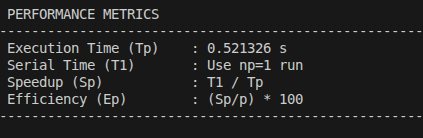 PERFORMANCE METRICS
--------------------------------------------------
Execution Time (Tp)    : 0.521326 s
Serial Time (T1)       : Use np=1 run
Speedup (Sp)           : T1 / Tp
Efficiency (Ep)        : (Sp/p) * 100
--------------------------------------------------